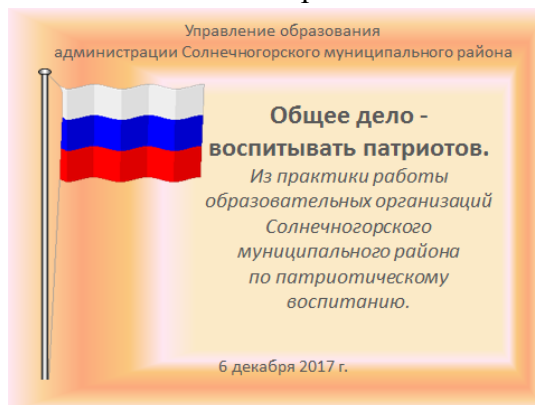 Управление образования
администрации Солнечногорского муниципального района
Общее дело -
воспитывать патриотов.
Из практики работы
образовательных организаций
Солнечногорского
муниципального района
по патриотическому
воспитанию.
6 декабря 2017 г.